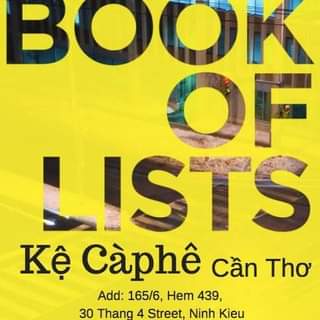 BOOK
OF
LISTS
Kệ Càphê Cần Thơ
Add: 165/6, Hem 439,
30 Thang 4 Street, Ninh Kieu